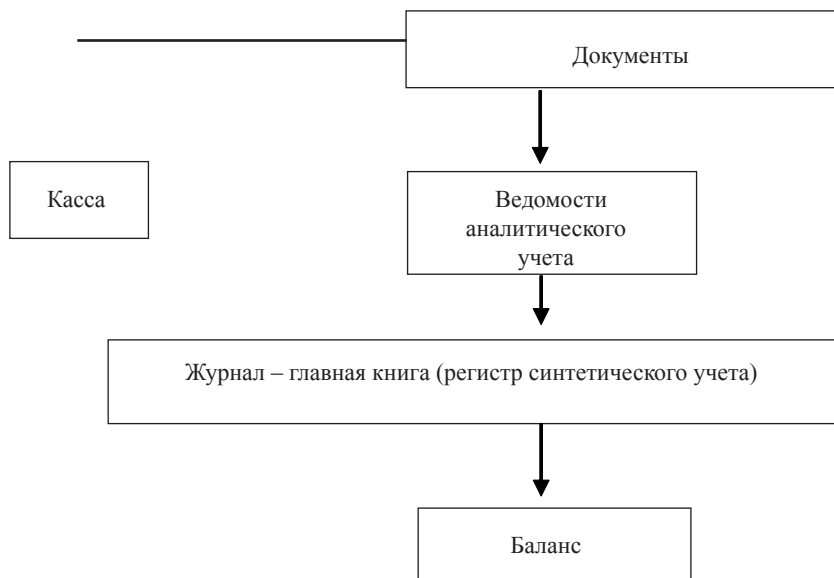 Документы
Касса
Ведомости
аналитического
учета
Журнал – главная книга (регистр синтетического учета)
Баланс